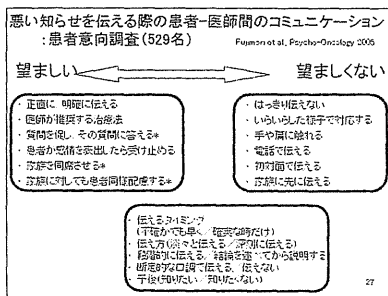 悪い知らせを伝える際の患者-医師間のコミュニケーション
：患者意向調査(529名)
Fujimori et al, Psycho-Oncology 2005
望ましい
望ましくない
・正直に、明確に伝える
・医師が推奨する治療法
・質問を促し、その質問に答える*
・患者が感情を表出したら受け止める
・家族を同席させる*
・家族に対しても患者同様配慮する*
・はっきり伝えない
・いらいらした様子で対応する
・手や肩に触れる
・電話で伝える
・初対面で伝える
・家族に先に伝える
・伝えるタイミング
(不確かでも早く／確実な時だけ)
・伝え方(淡々と伝える／深刻に伝える)
・段階的に伝える／結論を述べてから説明する
・断定的な口調で伝える、伝えない
・予後(知りたい／知りたくない)
27